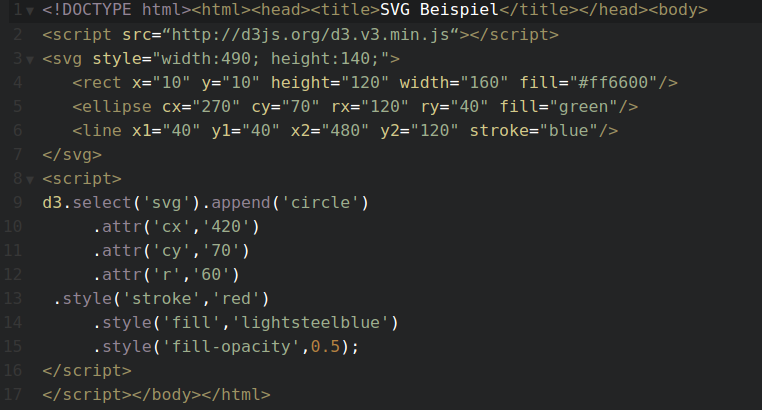 1 <!DOCTYPE html><html><head><title>SVG Beispiel</title></head><body>
2 <script src=“http://d3js.org/d3.v3.min.js“></script>
3 <svg style="width:490; height:140;">
4    <rect x="10" y="10" height="120" width="160" fill="#ff6600"/>
5    <ellipse cx="270" cy="70" rx="120" ry="40" fill="green"/>
6    <line x1="40" y1="40" x2="480" y2="120" stroke="blue"/>
7 </svg>
8 <script>
9 d3.select('svg').append('circle')
10      .attr('cx','420')
11      .attr('cy','70')
12      .attr('r','60')
13  .style('stroke','red')
14      .style('fill','lightsteelblue')
15      .style('fill-opacity',0.5);
16 </script>
17 </script></body></html>